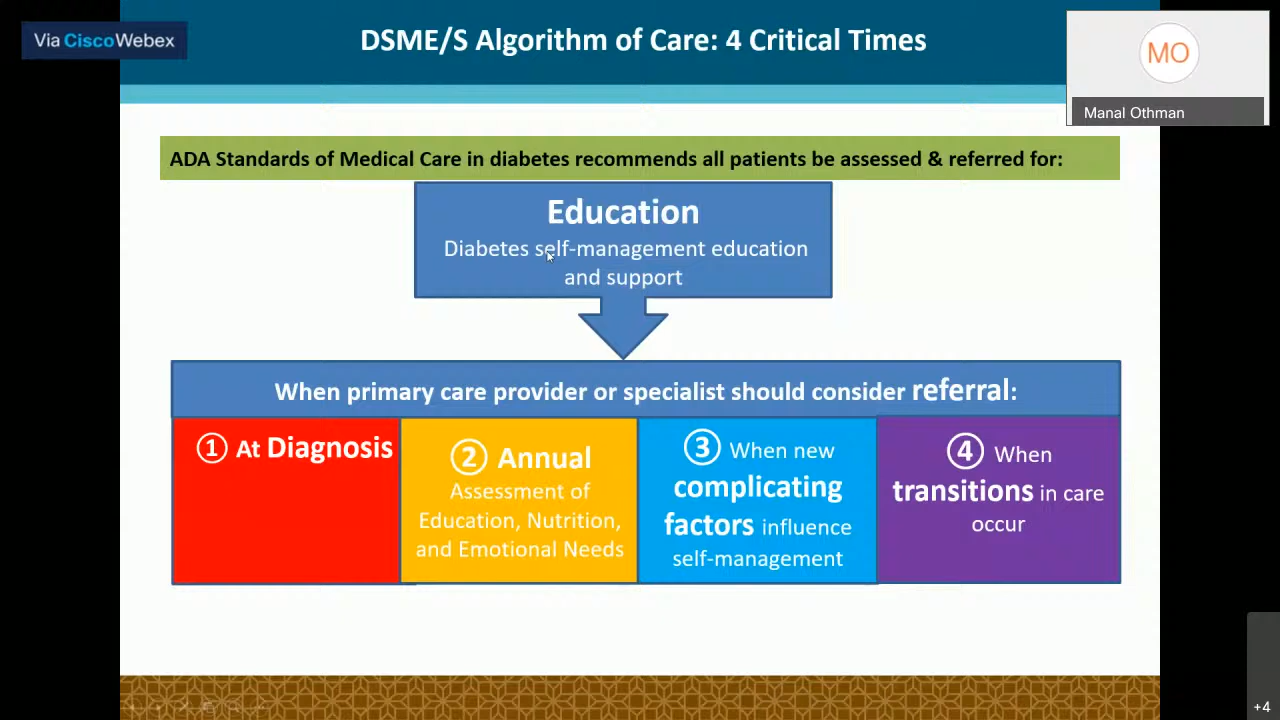 Via CiscoWebex
DSME/S Algorithm of Care: 4 Critical Times
MO
Manal Othman
ADA Standards of Medical Care in diabetes recommends all patients be assessed & referred for:
Education
Diabetes self-management education
and support
When primary care provider or specialist should consider referral:
① At Diagnosis
② Annual
Assessment of
Education, Nutrition,
and Emotional Needs
③ When new
complicating
factors influence
self-management
④ When
transitions in care
occur
+4